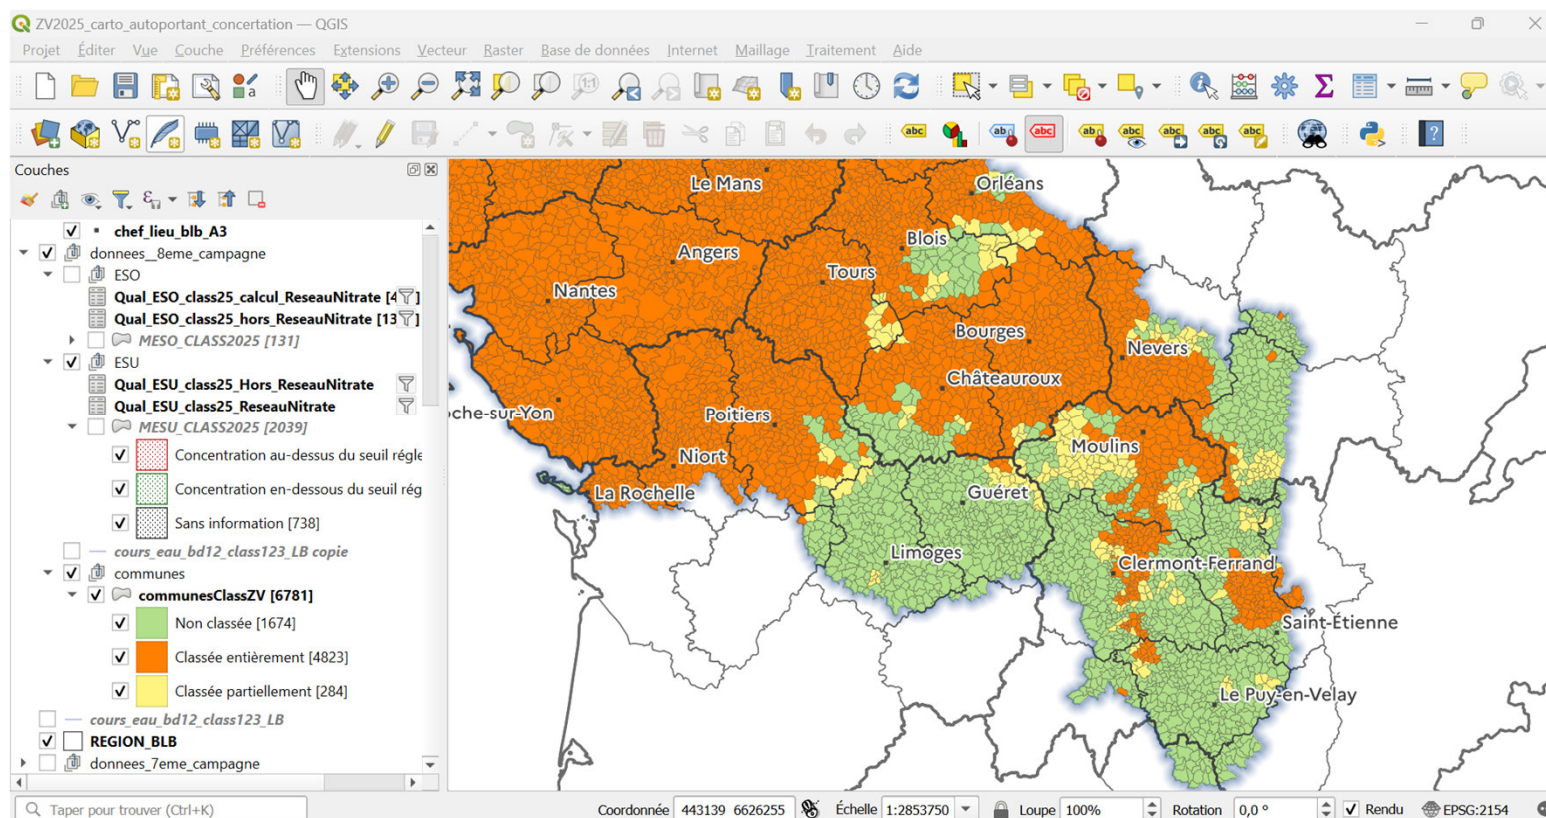 ZV2025_carto_autoportant_concertation — QGIS
Projet Éditer Vue Couche Préférences Extensions Vecteur Raster Base de données Internet Maillage Traitement Aide
Couches
chef_lieu_blb_A3
donnees__8eme_campagne
ESO
Qual_ESO_class25_calcul_ReseauNitrate [4
Qual_ESO_class25_hors_ReseauNitrate [13
MESO_CLASS2025 [131]
ESU
Qual_ESU_class25_Hors_ReseauNitrate
Qual_ESU_class25_ReseauNitrate
MESU_CLASS2025 [2039]
Concentration au-dessus du seuil régle
Concentration en-dessous du seuil rég
Sans information [738]
cours_eau_bd12_class123_LB copie
communes
communesClassZV [6781]
Non classée [1674]
Classée entièrement [4823]
Classée partiellement [284]
cours_eau_bd12_class123_LB
REGION_BLB
donnees_7eme_campagne
Le Mans
Orléans
Angers
Blois
Tours
Nantes
Bourges
Nevers
Châteauroux
oche-sur-Yon
Poitiers
Moulins
Niort
La Rochelle
Guéret
Limoges
Clermont-Ferrand
Saint-Étienne
Le Puy-en-Velay
Taper pour trouver (Ctrl+K)
Coordonnée 443139 6626255 Échelle 1:2853750 Loupe 100% Rotation 0,0 ° Rendu EPSG:2154